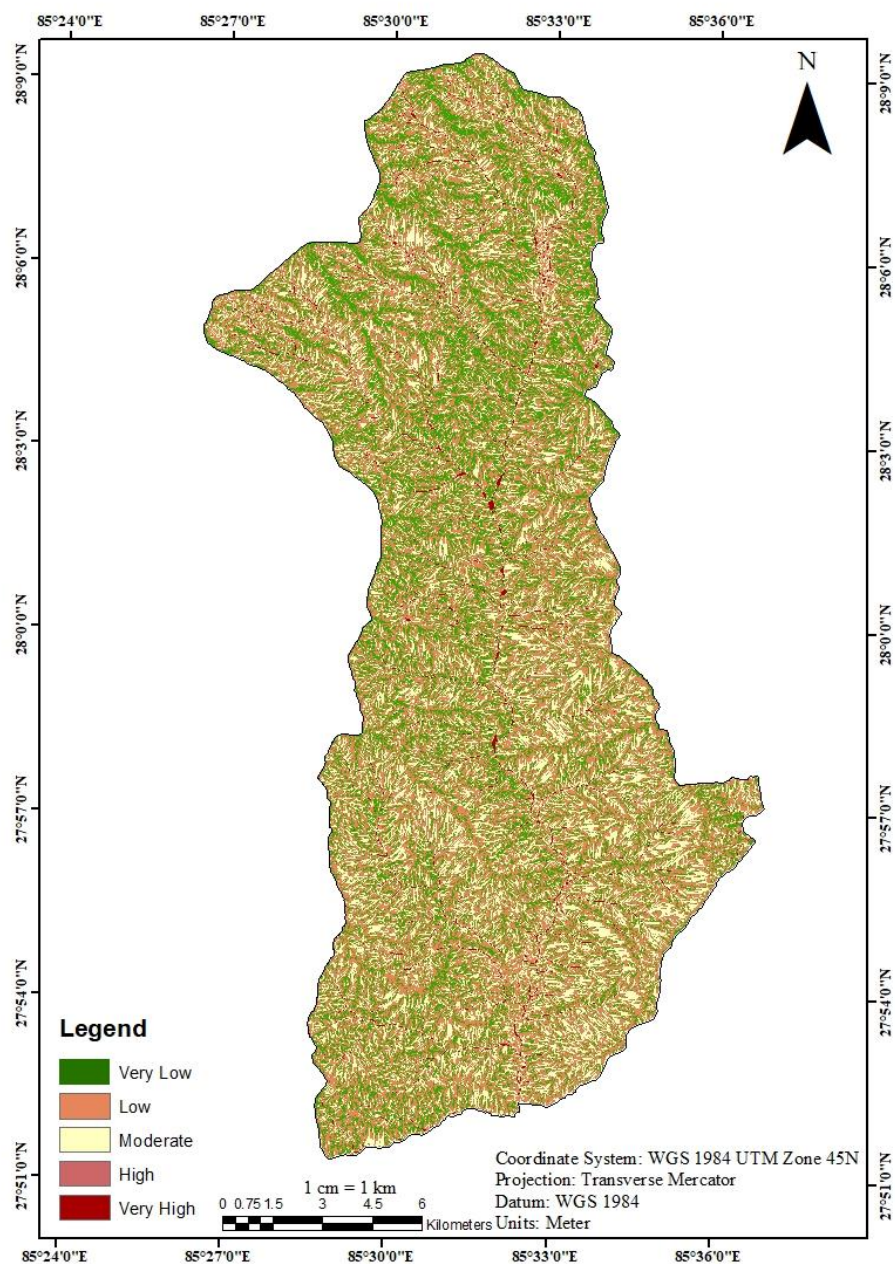 85°24'0"E 85°27'0"E 85°30'0"E 85°33'0"E 85°36'0"E
N
28°9'0"N 28°9'0"N
28°6'0"N 28°6'0"N
28°3'0"N 28°3'0"N
28°0'0"N 28°0'0"N
27°57'0"N 27°57'0"N
27°54'0"N 27°54'0"N
27°51'0"N 27°51'0"N
Legend
Very Low
Low
Moderate
High
Very High
1 cm = 1 km
0 0.75 1.5 3 4.5 6
Kilometers
Coordinate System: WGS 1984 UTM Zone 45N
Projection: Transverse Mercator
Datum: WGS 1984
Units: Meter
85°24'0"E 85°27'0"E 85°30'0"E 85°33'0"E 85°36'0"E